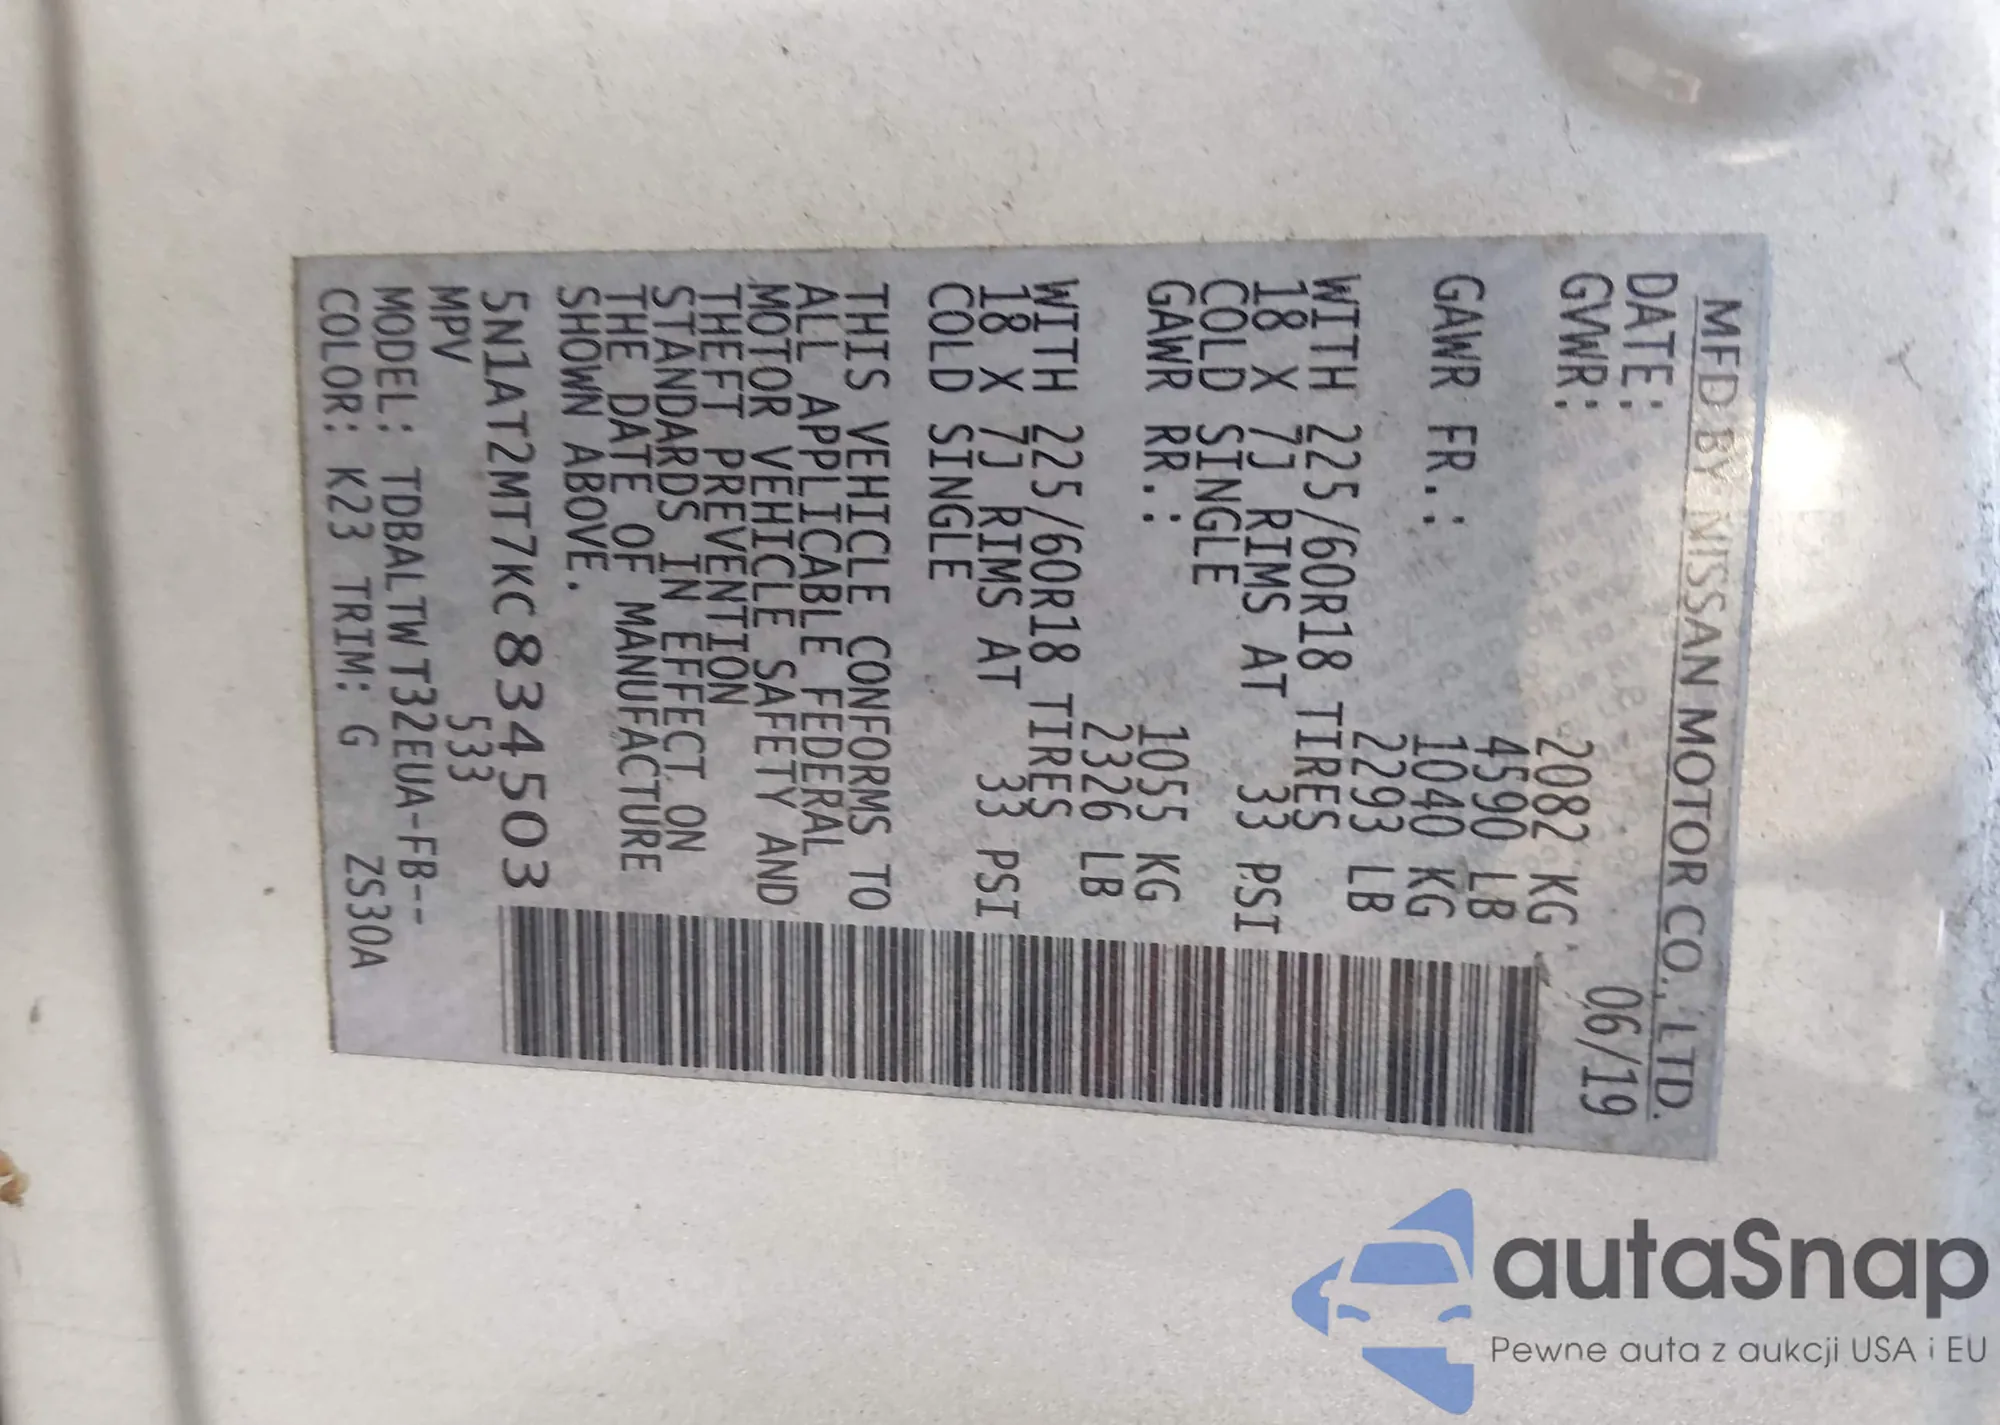 MFD BY NISSAN MOTOR CO., LTD.
DATE: 06/19
GVWR: 2082 KG
4590 LB
GAWR FR.: 1040 KG
2293 LB
WITH 225/60R18 TIRES
18 X 7J RIMS AT 33 PSI
COLD SINGLE
GAWR RR.: 1055 KG
2326 LB
WITH 225/60R18 TIRES
18 X 7J RIMS AT 33 PSI
COLD SINGLE
THIS VEHICLE CONFORMS TO
ALL APPLICABLE FEDERAL
MOTOR VEHICLE SAFETY AND
THEFT PREVENTION
STANDARDS IN EFFECT ON
THE DATE OF MANUFACTURE
SHOWN ABOVE.
5N1AT2MT7KC834503
MPV 533
MODEL: TDBALTWT32EUA-FB--
COLOR: K23 TRIM: G ZS30A
autaSnap
Pewne auta z aukcji USA i EU